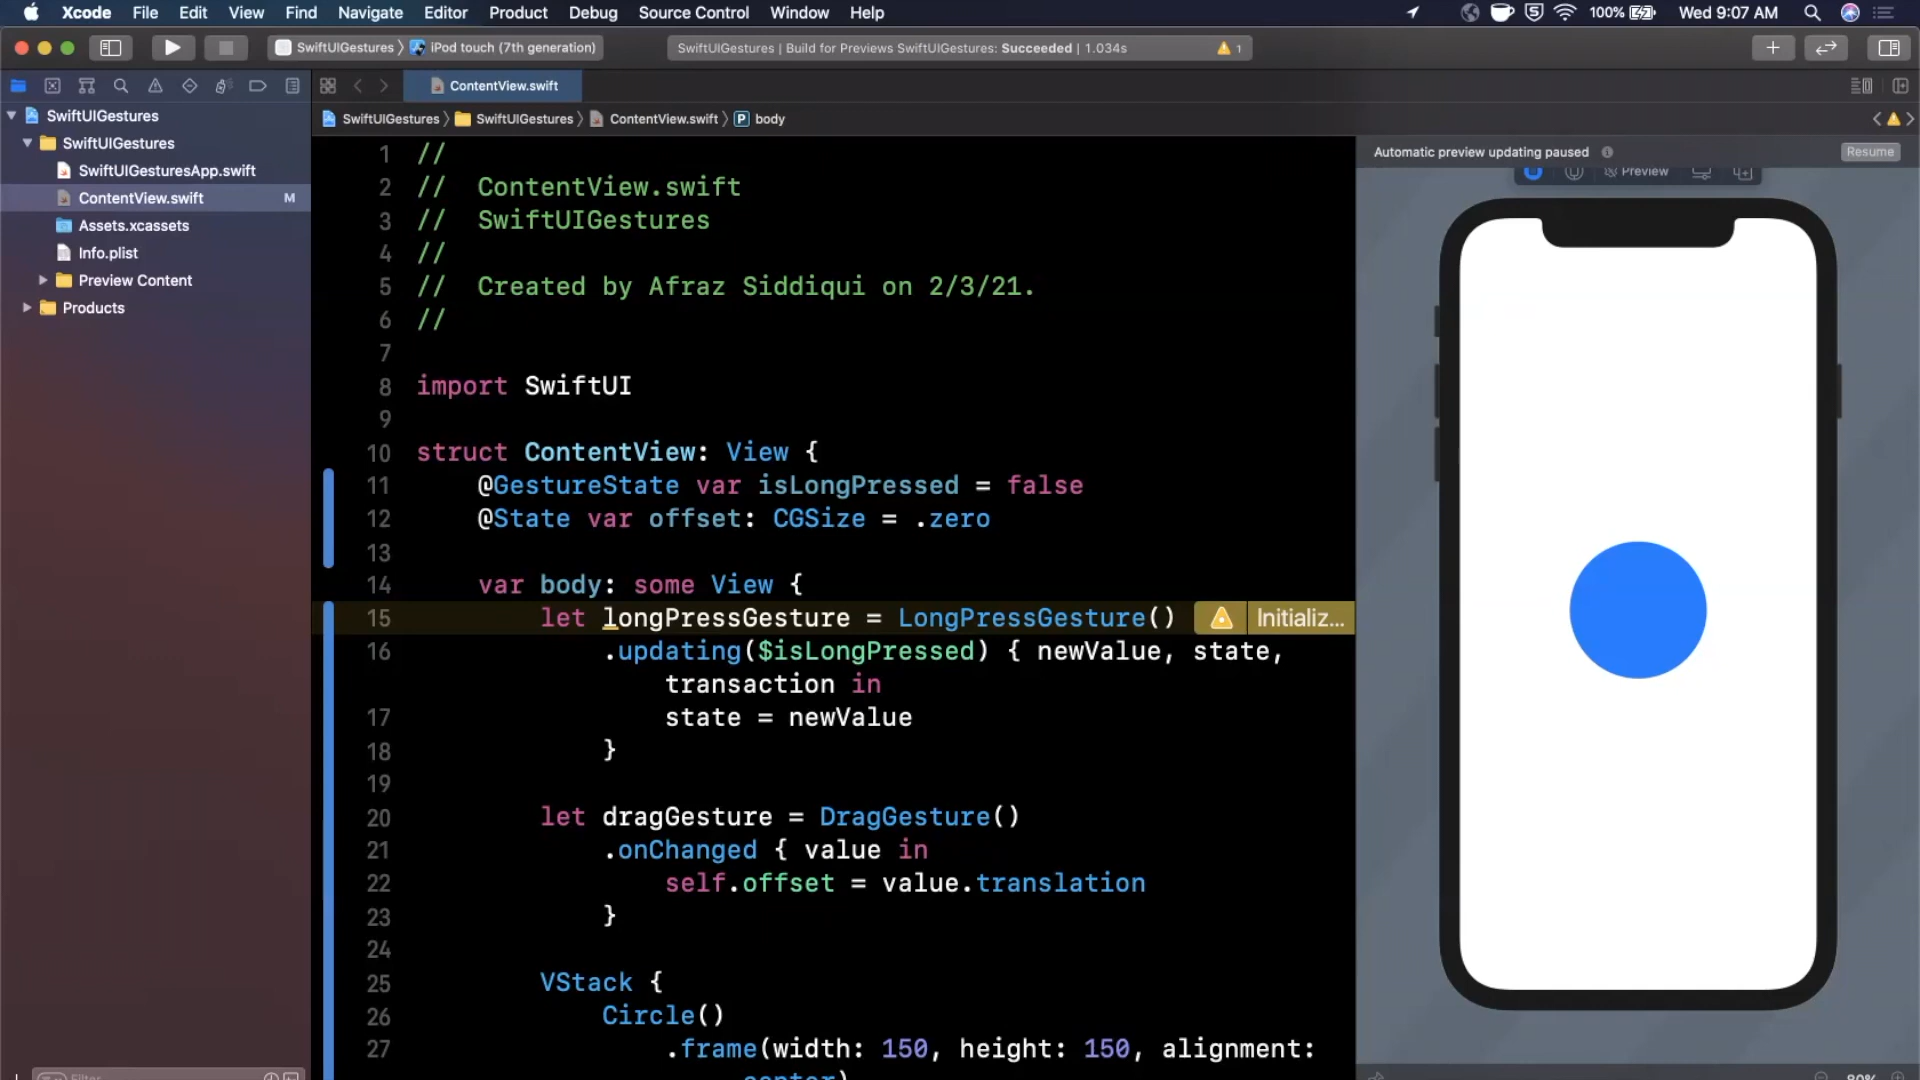 Xcode File Edit View Find Navigate Editor Product Debug Source Control Window Help 100% Wed 9:07 AM
SwiftUIGestures 〉 iPod touch (7th generation) SwiftUIGestures | Build for Previews SwiftUIGestures: Succeeded | 1.034s 1
ContentView.swift
SwiftUIGestures 〉 SwiftUIGestures 〉 ContentView.swift 〉 P body
SwiftUIGestures
SwiftUIGestures
SwiftUIGesturesApp.swift
ContentView.swift M
Assets.xcassets
Info.plist
Preview Content
Products
Filter
1 //
2 //  ContentView.swift
3 //  SwiftUIGestures
4 //
5 //  Created by Afraz Siddiqui on 2/3/21.
6 //
7
8 import SwiftUI
9
10 struct ContentView: View {
11 @GestureState var isLongPressed = false
12 @State var offset: CGSize = .zero
13
14 var body: some View {
15 let longPressGesture = LongPressGesture() Initializ...
16 .updating($isLongPressed) { newValue, state,
transaction in
17 state = newValue
18 }
19
20 let dragGesture = DragGesture()
21 .onChanged { value in
22 self.offset = value.translation
23 }
24
25 VStack {
26 Circle()
27 .frame(width: 150, height: 150, alignment:
center)
Automatic preview updating paused Resume
Preview
80%